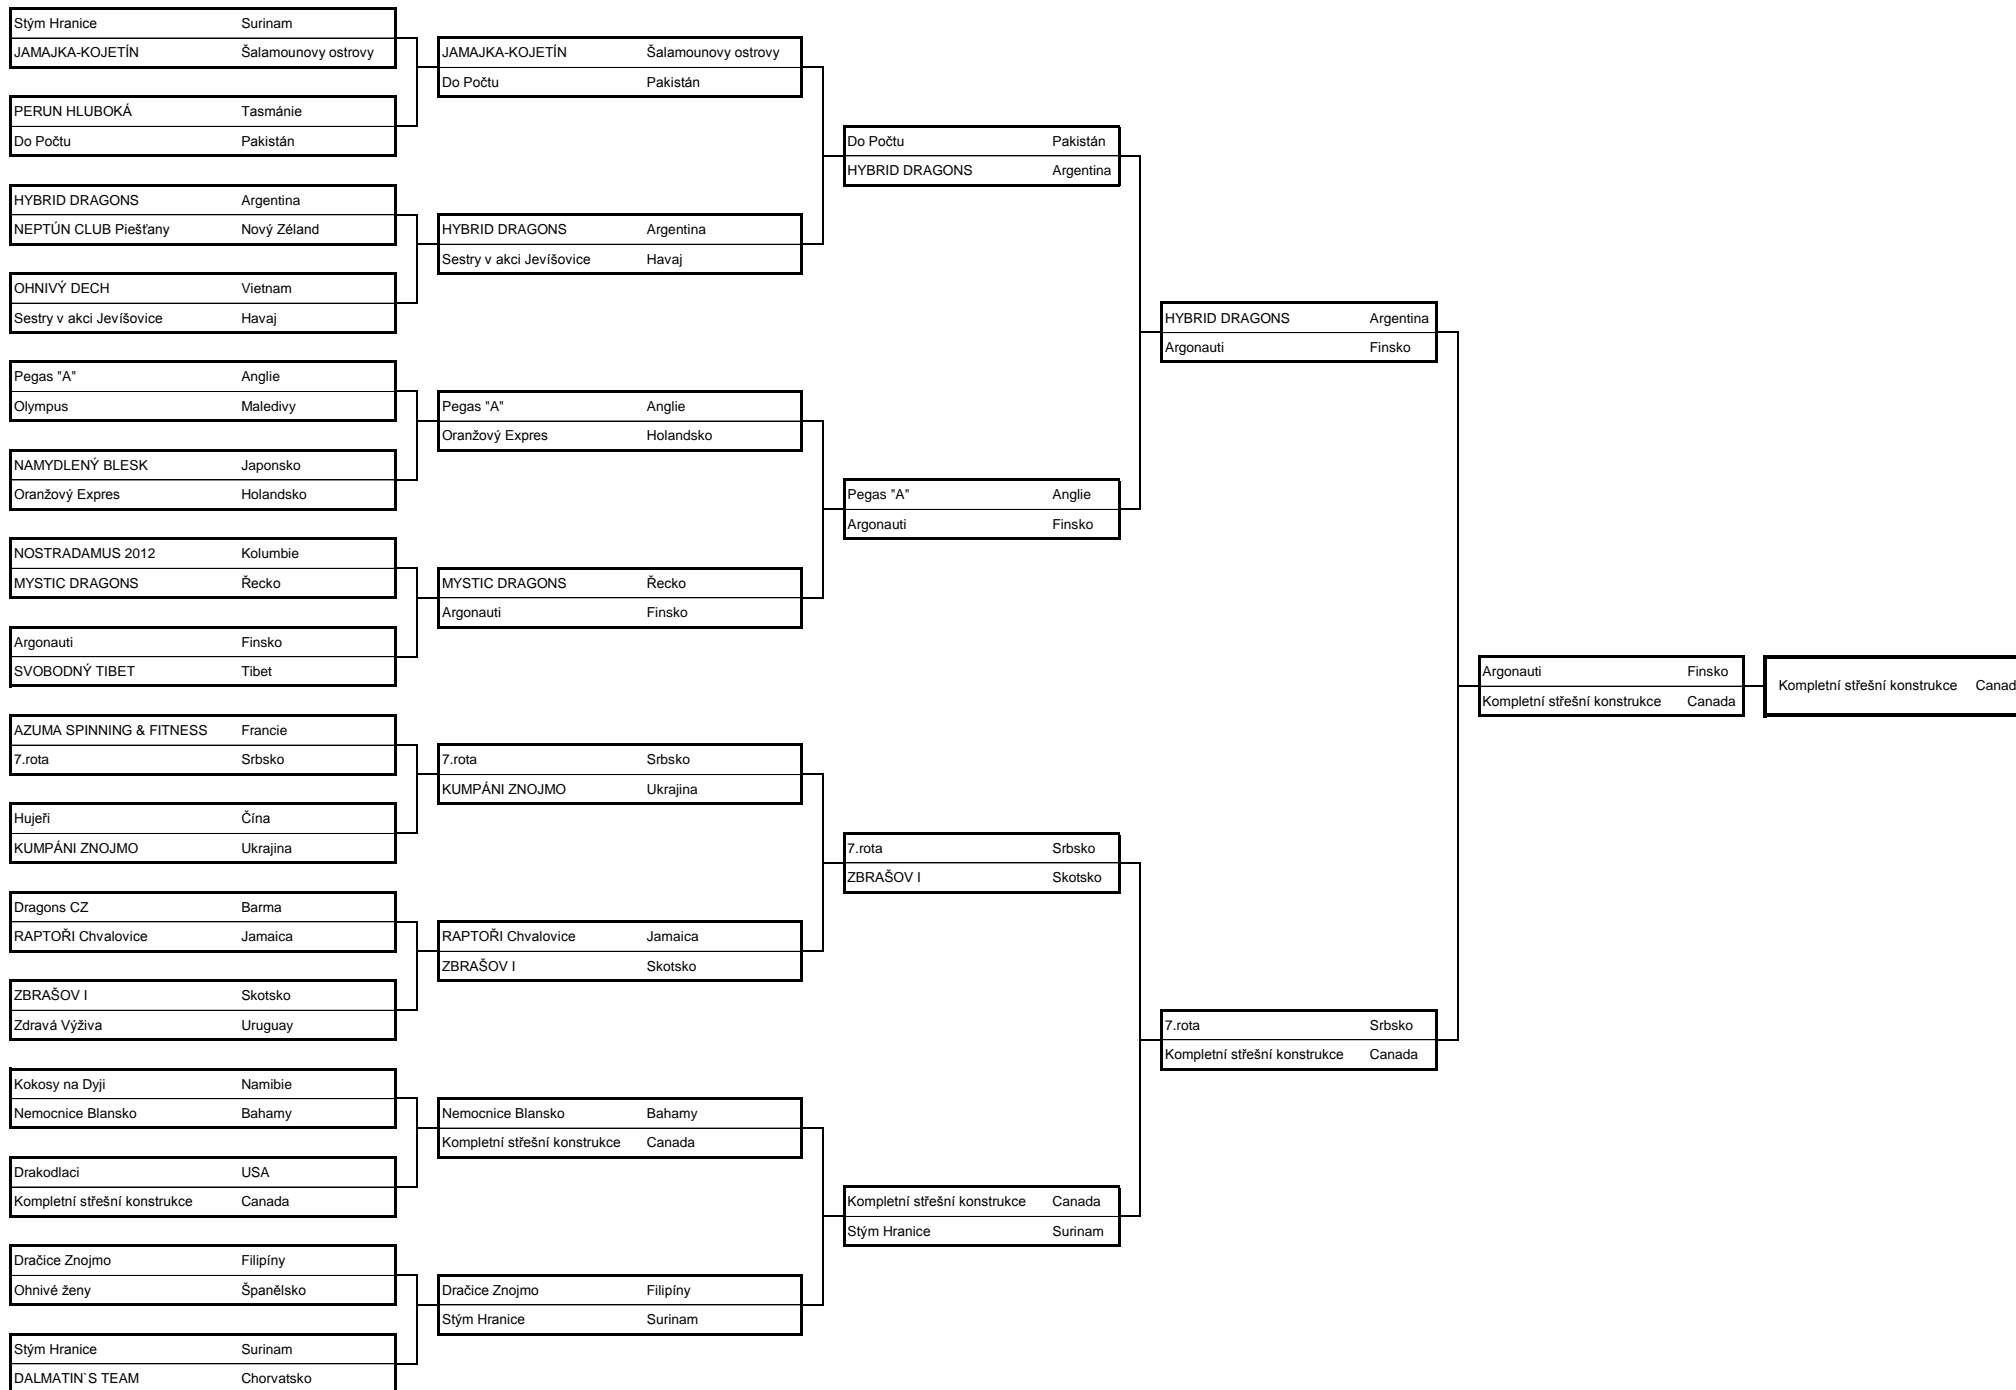 Stým Hranice Surinam
JAMAJKA-KOJETÍN Šalamounovy ostrovy
PERUN HLUBOKÁ Tasmánie
Do Počtu Pakistán
HYBRID DRAGONS Argentina
NEPTÚN CLUB Piešťany Nový Zéland
OHNIVÝ DECH Vietnam
Sestry v akci Jevíšovice Havaj
Pegas "A" Anglie
Olympus Maledivy
NAMYDLENÝ BLESK Japonsko
Oranžový Expres Holandsko
NOSTRADAMUS 2012 Kolumbie
MYSTIC DRAGONS Řecko
Argonauti Finsko
SVOBODNÝ TIBET Tibet
AZUMA SPINNING & FITNESS Francie
7.rota Srbsko
Hujeři Čína
KUMPÁNI ZNOJMO Ukrajina
Dragons CZ Barma
RAPTOŘI Chvalovice Jamaica
ZBRAŠOV I Skotsko
Zdravá Výživa Uruguay
Kokosy na Dyji Namibie
Nemocnice Blansko Bahamy
Drakodlaci USA
Kompletní střešní konstrukce Canada
Dračice Znojmo Filipíny
Ohnivé ženy Španělsko
Stým Hranice Surinam
DALMATIN`S TEAM Chorvatsko
JAMAJKA-KOJETÍN Šalamounovy ostrovy
Do Počtu Pakistán
HYBRID DRAGONS Argentina
Sestry v akci Jevíšovice Havaj
Pegas "A" Anglie
Oranžový Expres Holandsko
MYSTIC DRAGONS Řecko
Argonauti Finsko
7.rota Srbsko
KUMPÁNI ZNOJMO Ukrajina
RAPTOŘI Chvalovice Jamaica
ZBRAŠOV I Skotsko
Nemocnice Blansko Bahamy
Kompletní střešní konstrukce Canada
Dračice Znojmo Filipíny
Stým Hranice Surinam
Do Počtu Pakistán
HYBRID DRAGONS Argentina
Pegas "A" Anglie
Argonauti Finsko
7.rota Srbsko
ZBRAŠOV I Skotsko
Kompletní střešní konstrukce Canada
Stým Hranice Surinam
HYBRID DRAGONS Argentina
Argonauti Finsko
7.rota Srbsko
Kompletní střešní konstrukce Canada
Argonauti Finsko
Kompletní střešní konstrukce Canada
Kompletní střešní konstrukce Canad